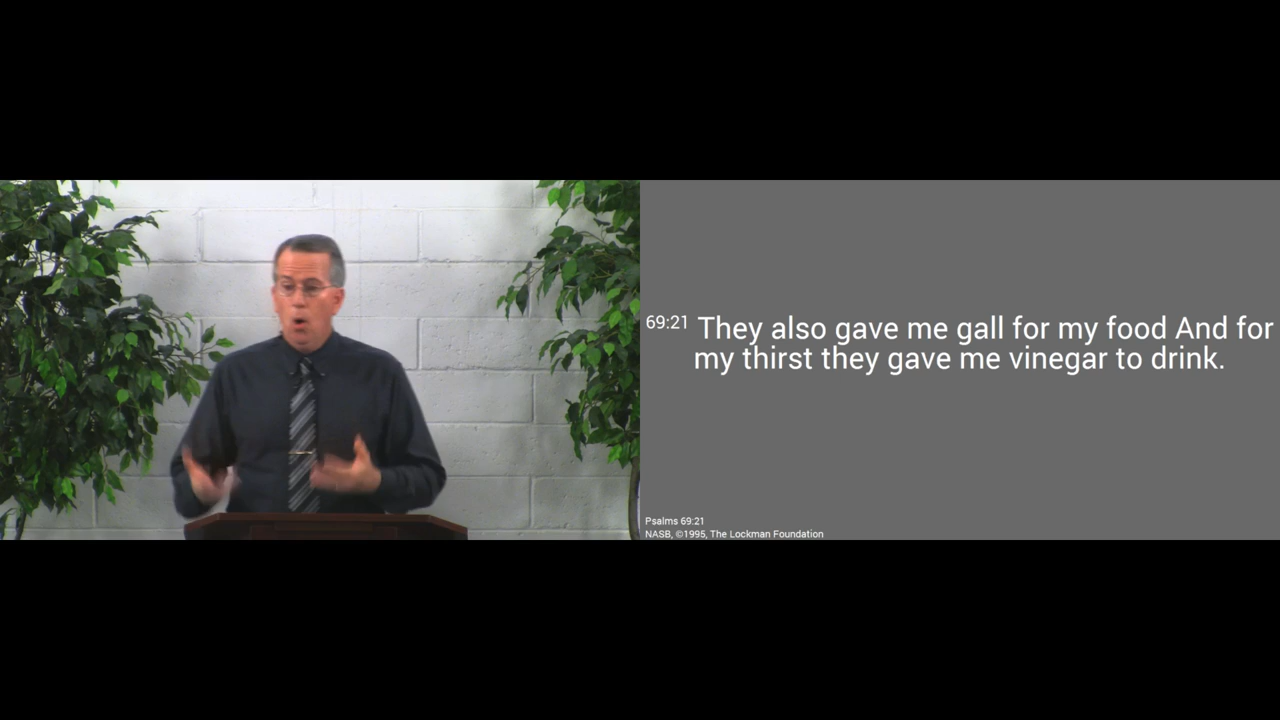 69:21 They also gave me gall for my food And for
my thirst they gave me vinegar to drink.
Psalms 69:21
NASB, ©1995, The Lockman Foundation